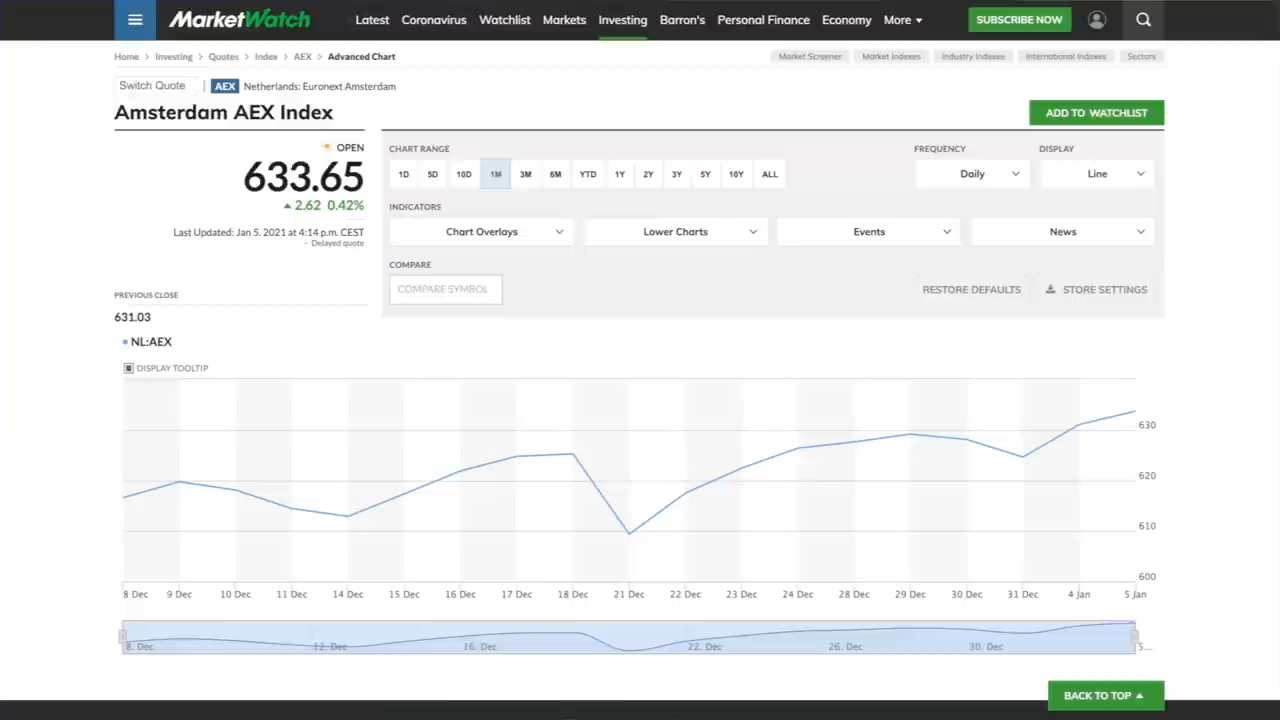 MarketWatch Latest Coronavirus Watchlist Markets Investing Barron's Personal Finance Economy More SUBSCRIBE NOW
Home > Investing > Quotes > Index > AEX > Advanced Chart Market Screener Market Indexes Industry Indexes International Indexes Sectors
Switch Quote | AEX Netherlands: Euronext Amsterdam
Amsterdam AEX Index ADD TO WATCHLIST
OPEN
633.65
2.62 0.42%
Last Updated: Jan 5, 2021 at 4:14 p.m. CEST
- Delayed quote
PREVIOUS CLOSE
631.03
CHART RANGE FREQUENCY DISPLAY
1D 5D 10D 1M 3M 6M YTD 1Y 2Y 3Y 5Y 10Y ALL Daily Line
INDICATORS
Chart Overlays Lower Charts Events News
COMPARE
COMPARE SYMBOL RESTORE DEFAULTS STORE SETTINGS
NL:AEX
DISPLAY TOOLTIP
630
620
610
600
8 Dec 9 Dec 10 Dec 11 Dec 14 Dec 15 Dec 16 Dec 17 Dec 18 Dec 21 Dec 22 Dec 23 Dec 24 Dec 28 Dec 29 Dec 30 Dec 31 Dec 4 Jan 5 Jan
8. Dec 12. Dec 16. Dec 22. Dec 26. Dec 30. Dec 5...
BACK TO TOP